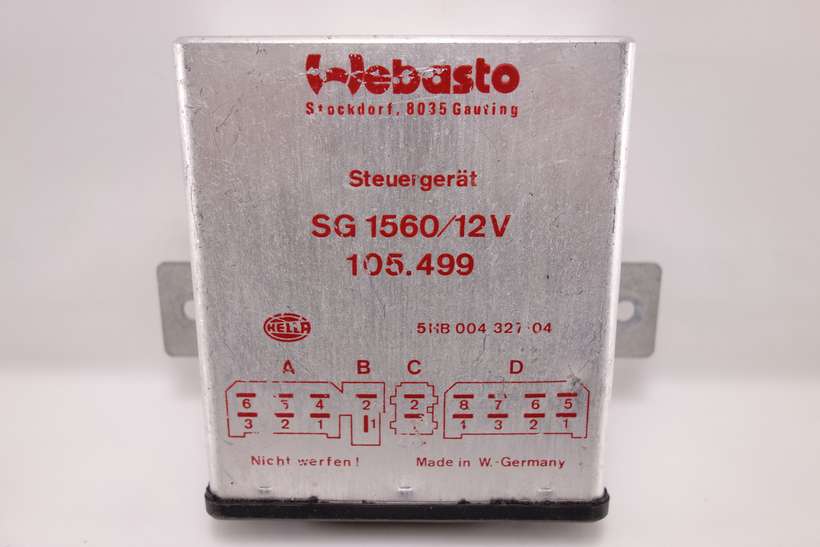 Webasto
Stockdorf, 8035 Gauting
Steuergerät
SG 1560/12V
105.499
HELLA
5HB 004 327-04
A B C D
6 5 4 2 2 8 7 6 5
3 2 1 1 1 4 3 2 1
Nicht werfen! Made in W.-Germany